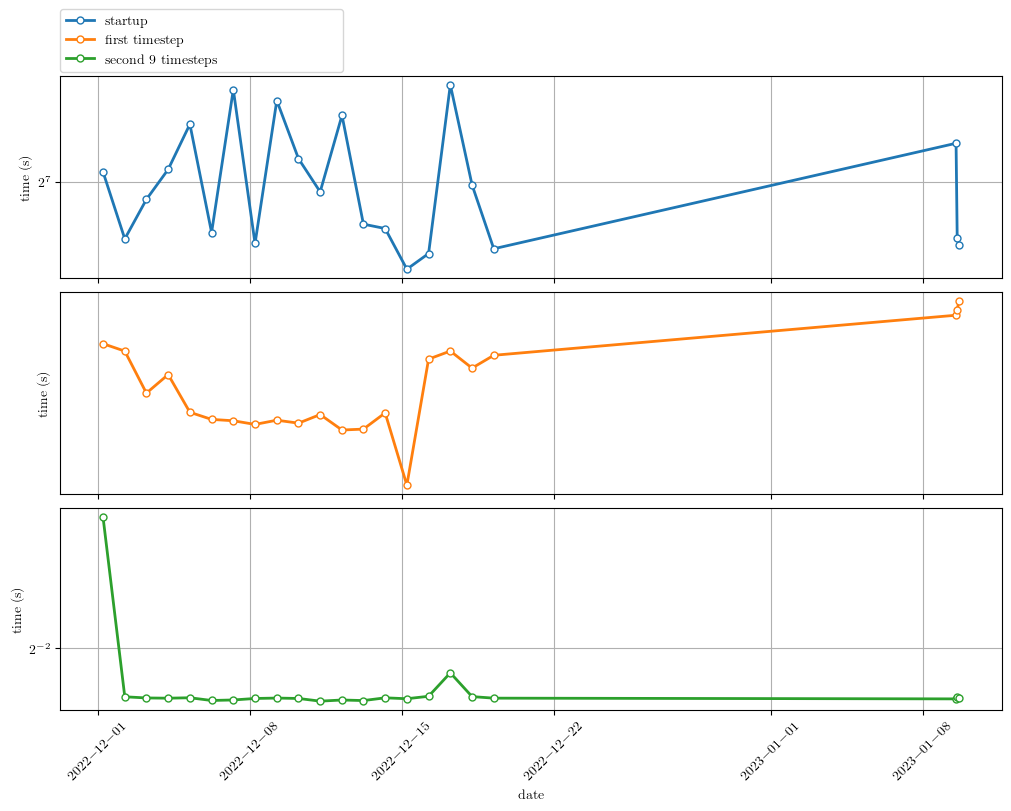 startup
first timestep
second 9 timesteps
time (s)
2^7
time (s)
time (s)
2^−2
2022−12−01
2022−12−08
2022−12−15
2022−12−22
2023−01−01
2023−01−08
date